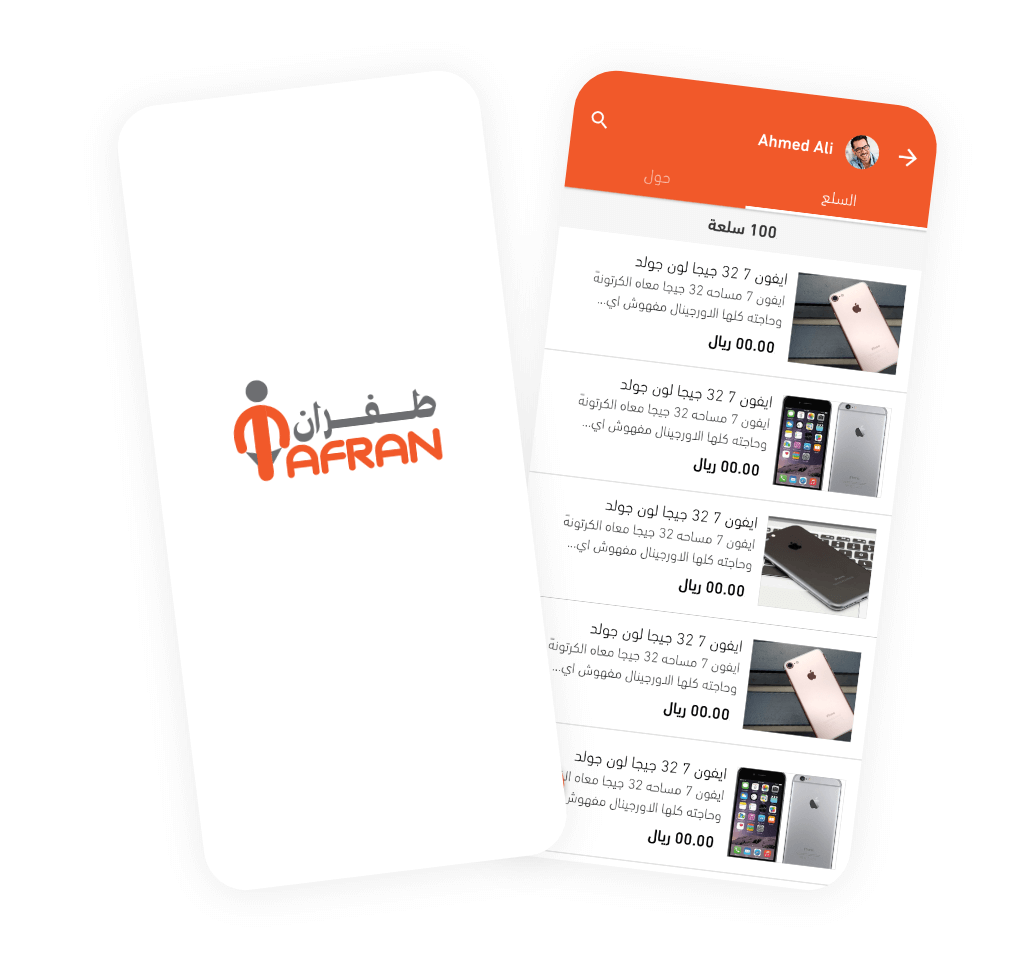 طفران
TAFRAN
Ahmed Ali
السلع
حول
100 سلعة
ايفون 7 32 جيجا لون جولد
ايفون 7 مساحه 32 جيجا معاه الكرتونة
وحاجته كلها الاورجينال مفهوش اي...
00.00 ريال
ايفون 7 32 جيجا لون جولد
ايفون 7 مساحه 32 جيجا معاه الكرتونة
وحاجته كلها الاورجينال مفهوش اي...
00.00 ريال
ايفون 7 32 جيجا لون جولد
ايفون 7 مساحه 32 جيجا معاه الكرتونة
وحاجته كلها الاورجينال مفهوش اي...
00.00 ريال
ايفون 7 32 جيجا لون جولد
ايفون 7 مساحه 32 جيجا معاه الكرتونة
وحاجته كلها الاورجينال مفهوش اي...
00.00 ريال
ايفون 7 32 جيجا لون جولد
ايفون 7 مساحه 32 جيجا معاه
وحاجته كلها الاورجينال مفهوش
00.00 ريال